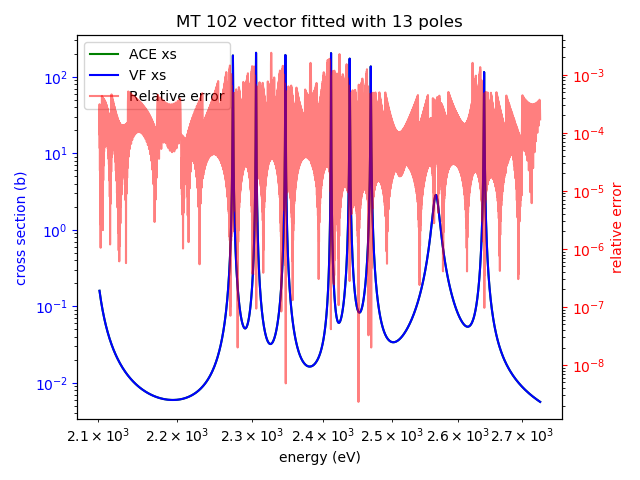 MT 102 vector fitted with 13 poles
ACE xs
VF xs
Relative error
cross section (b)
10²
10¹
10⁰
10⁻¹
10⁻²
relative error
10⁻³
10⁻⁴
10⁻⁵
10⁻⁶
10⁻⁷
10⁻⁸
2.1 × 10³ 2.2 × 10³ 2.3 × 10³ 2.4 × 10³ 2.5 × 10³ 2.6 × 10³ 2.7 × 10³
energy (eV)